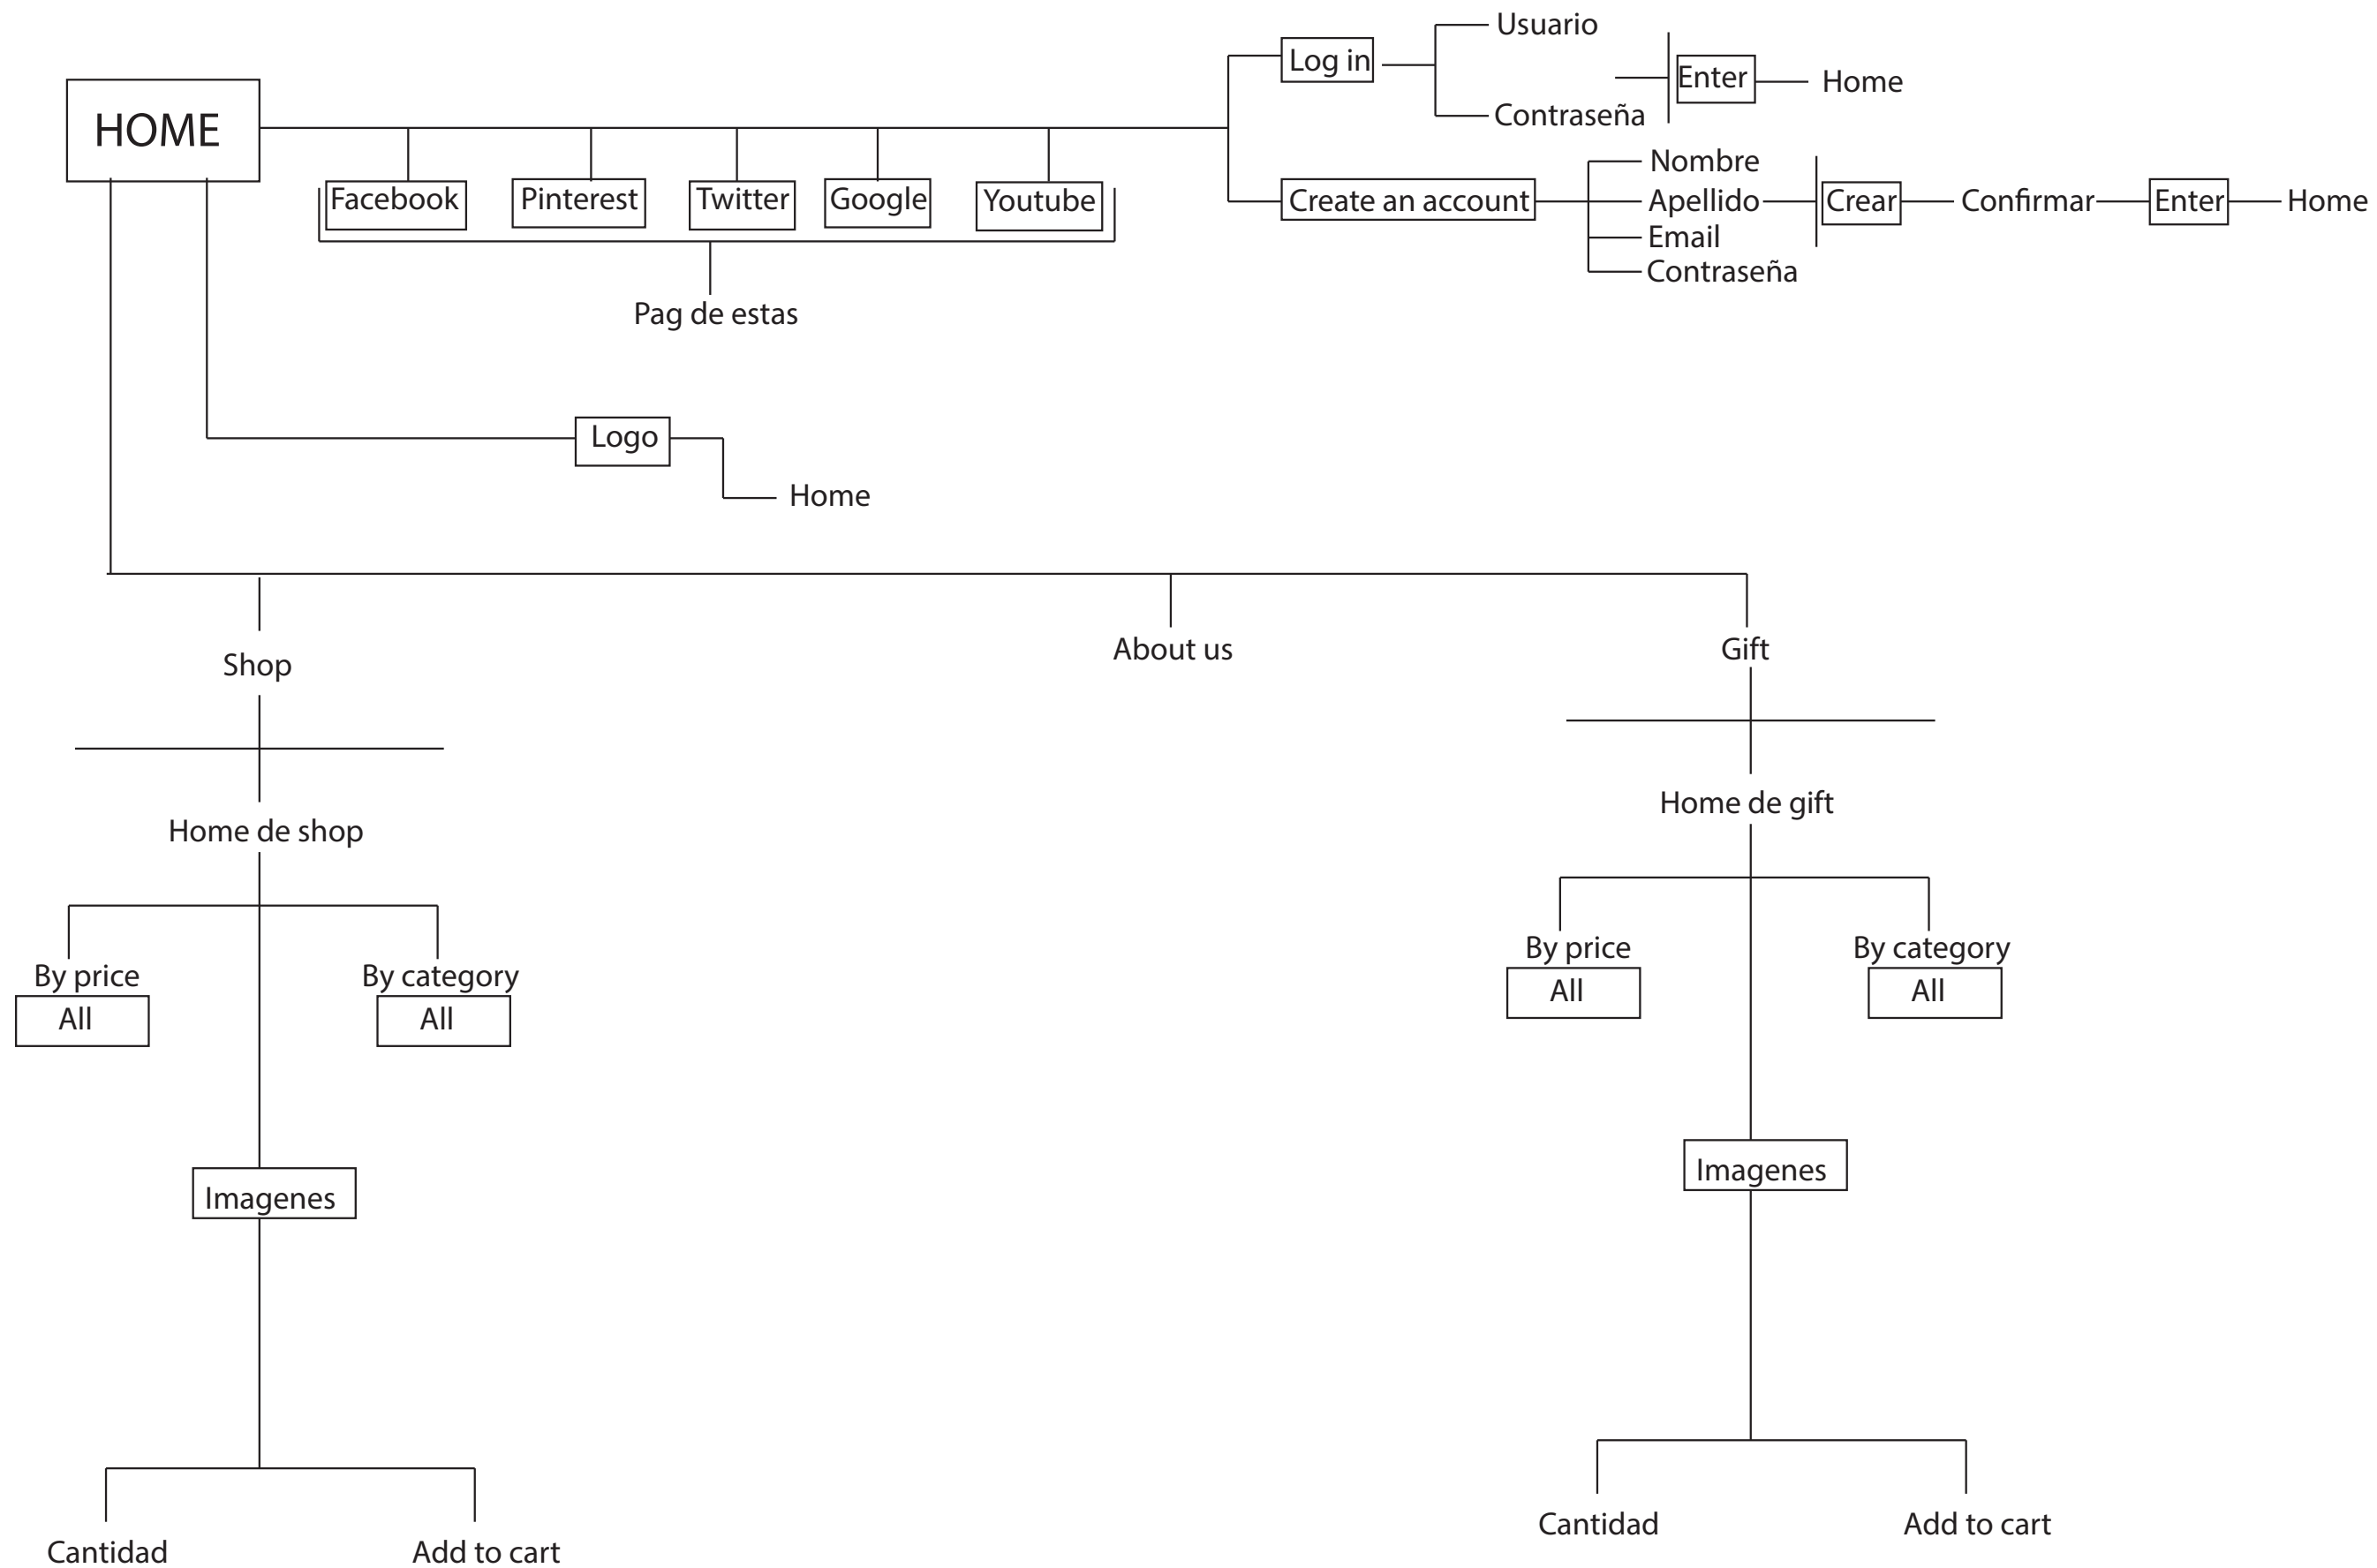 Usuario
Log in
Enter
Home
Contraseña
HOME
Facebook
Pinterest
Twitter
Google
Youtube
Create an account
Nombre
Apellido
Email
Contraseña
Crear
Confirmar
Enter
Home
Pag de estas
Logo
Home
Shop
About us
Gift
Home de shop
Home de gift
By price
All
By category
All
By price
All
By category
All
Imagenes
Imagenes
Cantidad
Add to cart
Cantidad
Add to cart